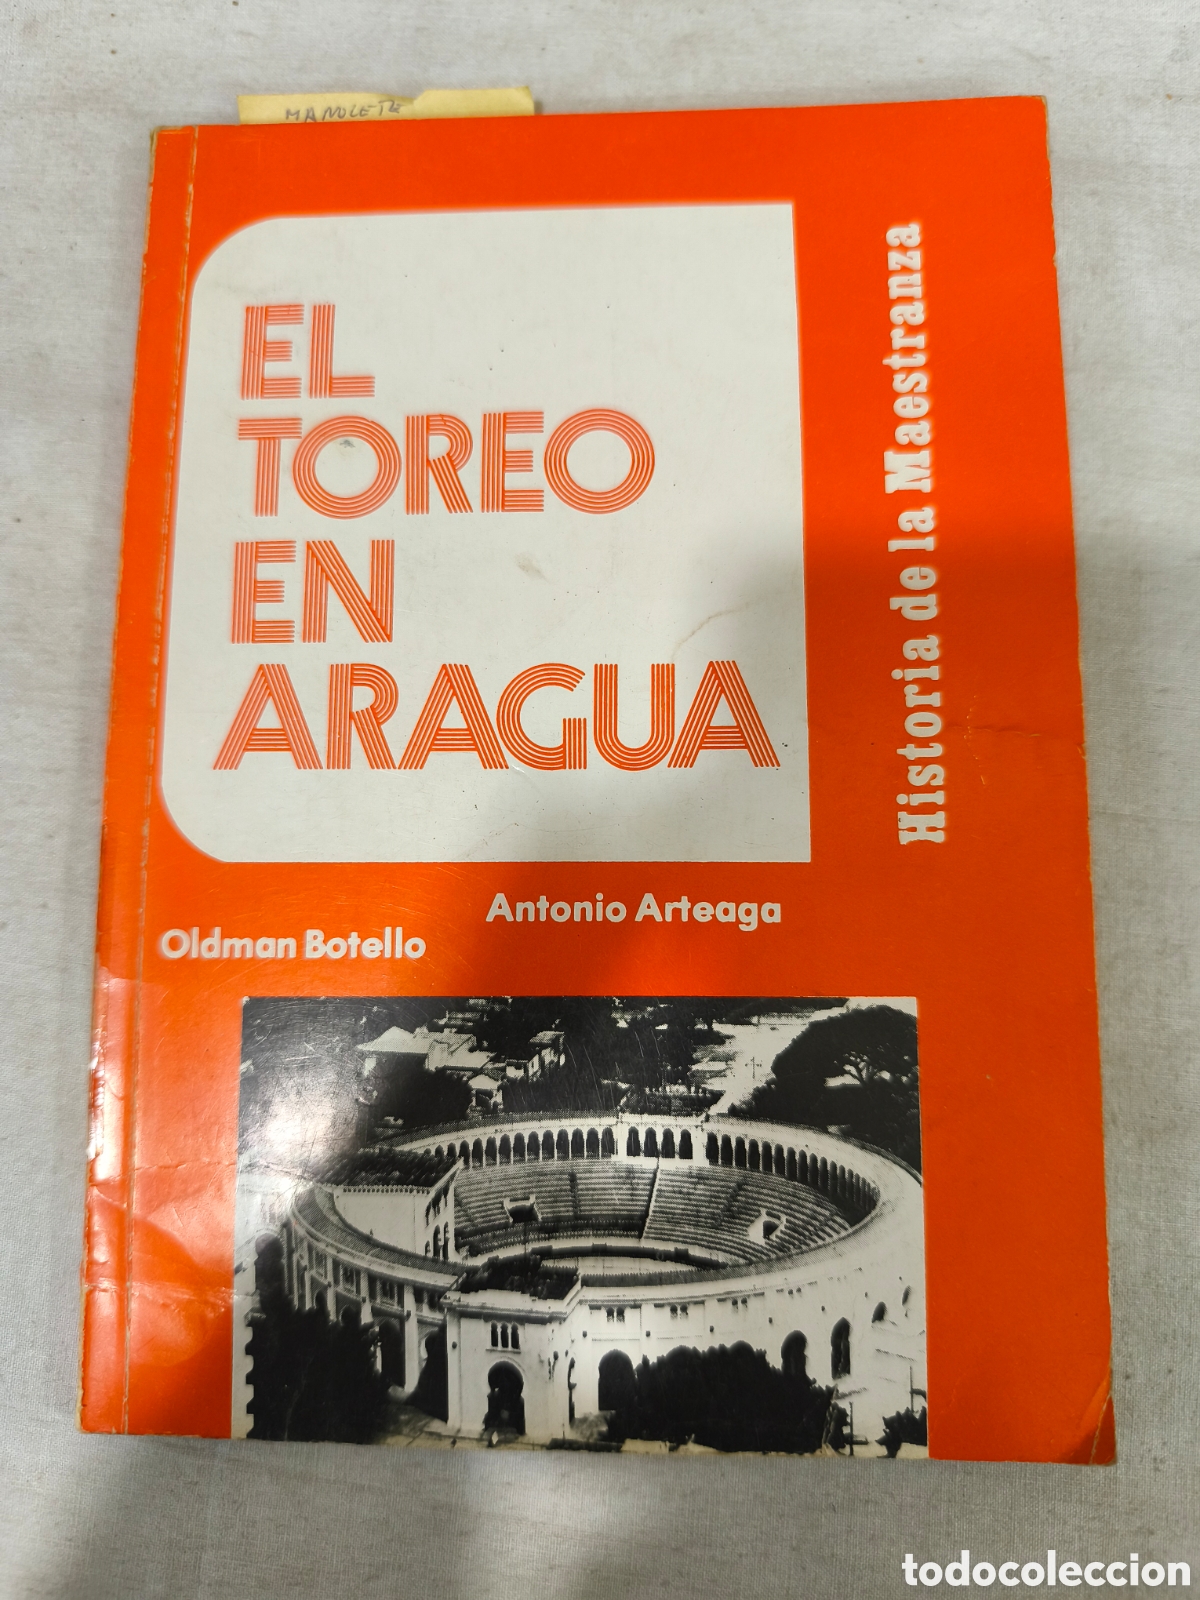 MANOLETE
EL
TOREO
EN
ARAGUA
Historia de la Maestranza
Antonio Arteaga
Oldman Botello
todocoleccion